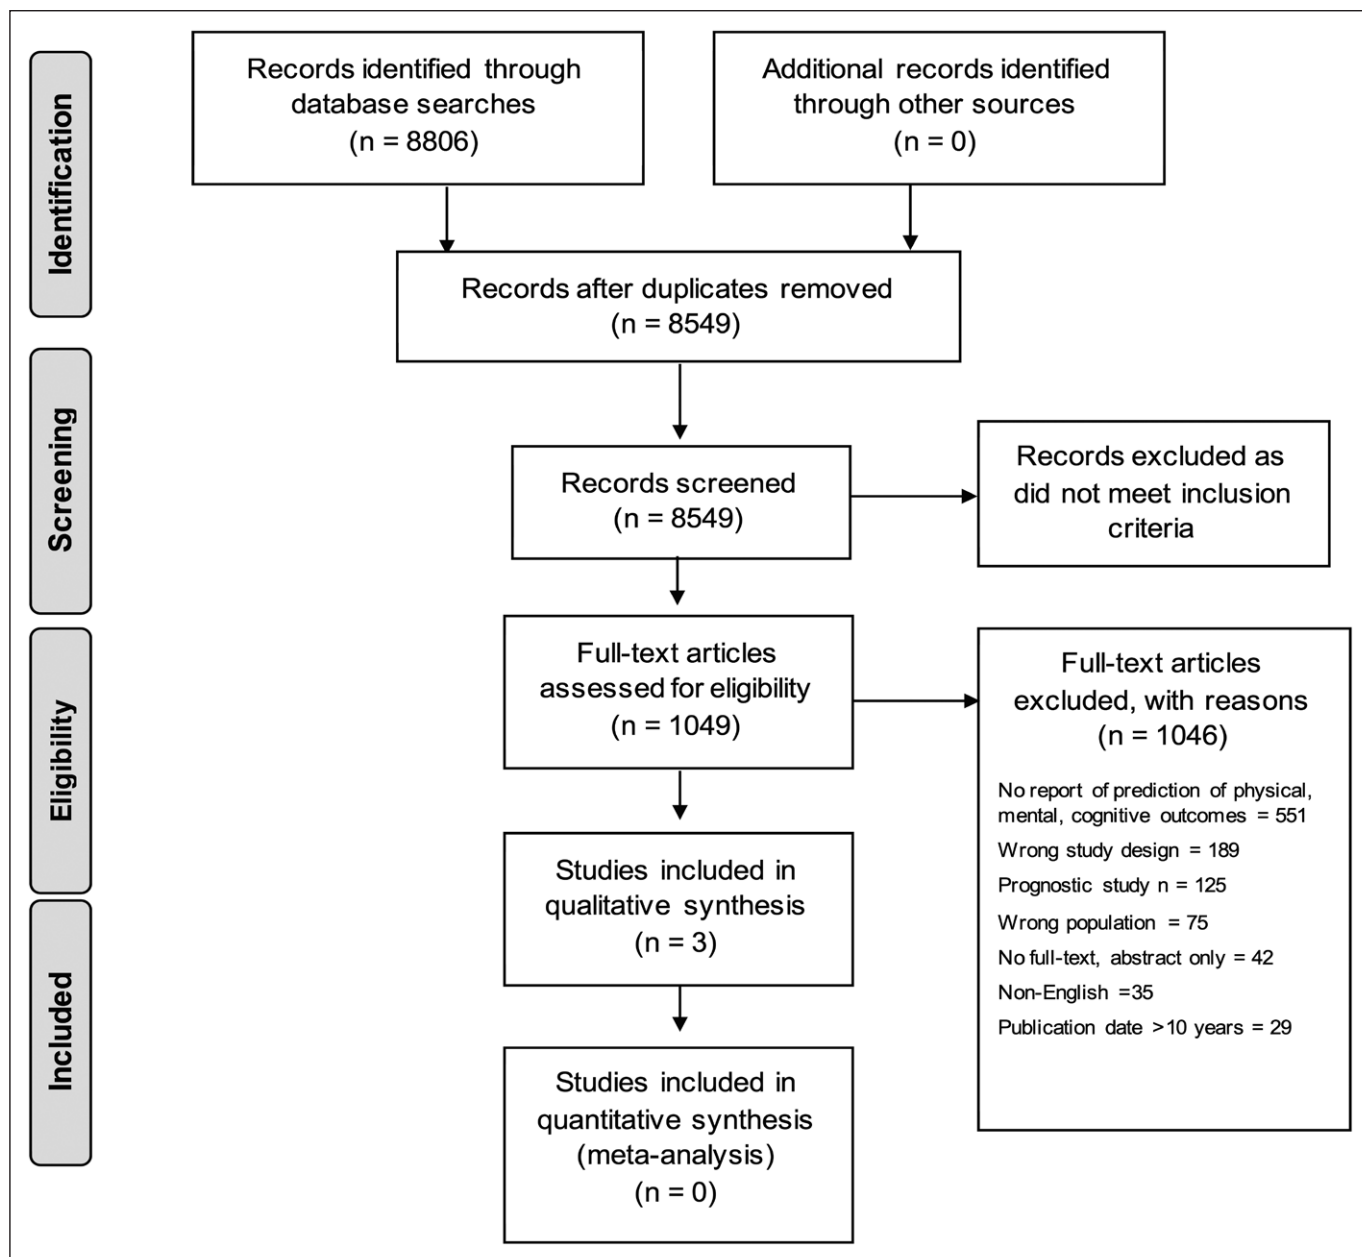 Identification
Records identified through
database searches
(n = 8806)
Additional records identified
through other sources
(n = 0)
Records after duplicates removed
(n = 8549)
Screening
Records screened
(n = 8549)
Records excluded as
did not meet inclusion
criteria
Eligibility
Full-text articles
assessed for eligibility
(n = 1049)
Full-text articles
excluded, with reasons
(n = 1046)
No report of prediction of physical,
mental, cognitive outcomes = 551
Wrong study design = 189
Prognostic study n = 125
Wrong population = 75
No full-text, abstract only = 42
Non-English =35
Publication date >10 years = 29
Studies included in
qualitative synthesis
(n = 3)
Included
Studies included in
quantitative synthesis
(meta-analysis)
(n = 0)